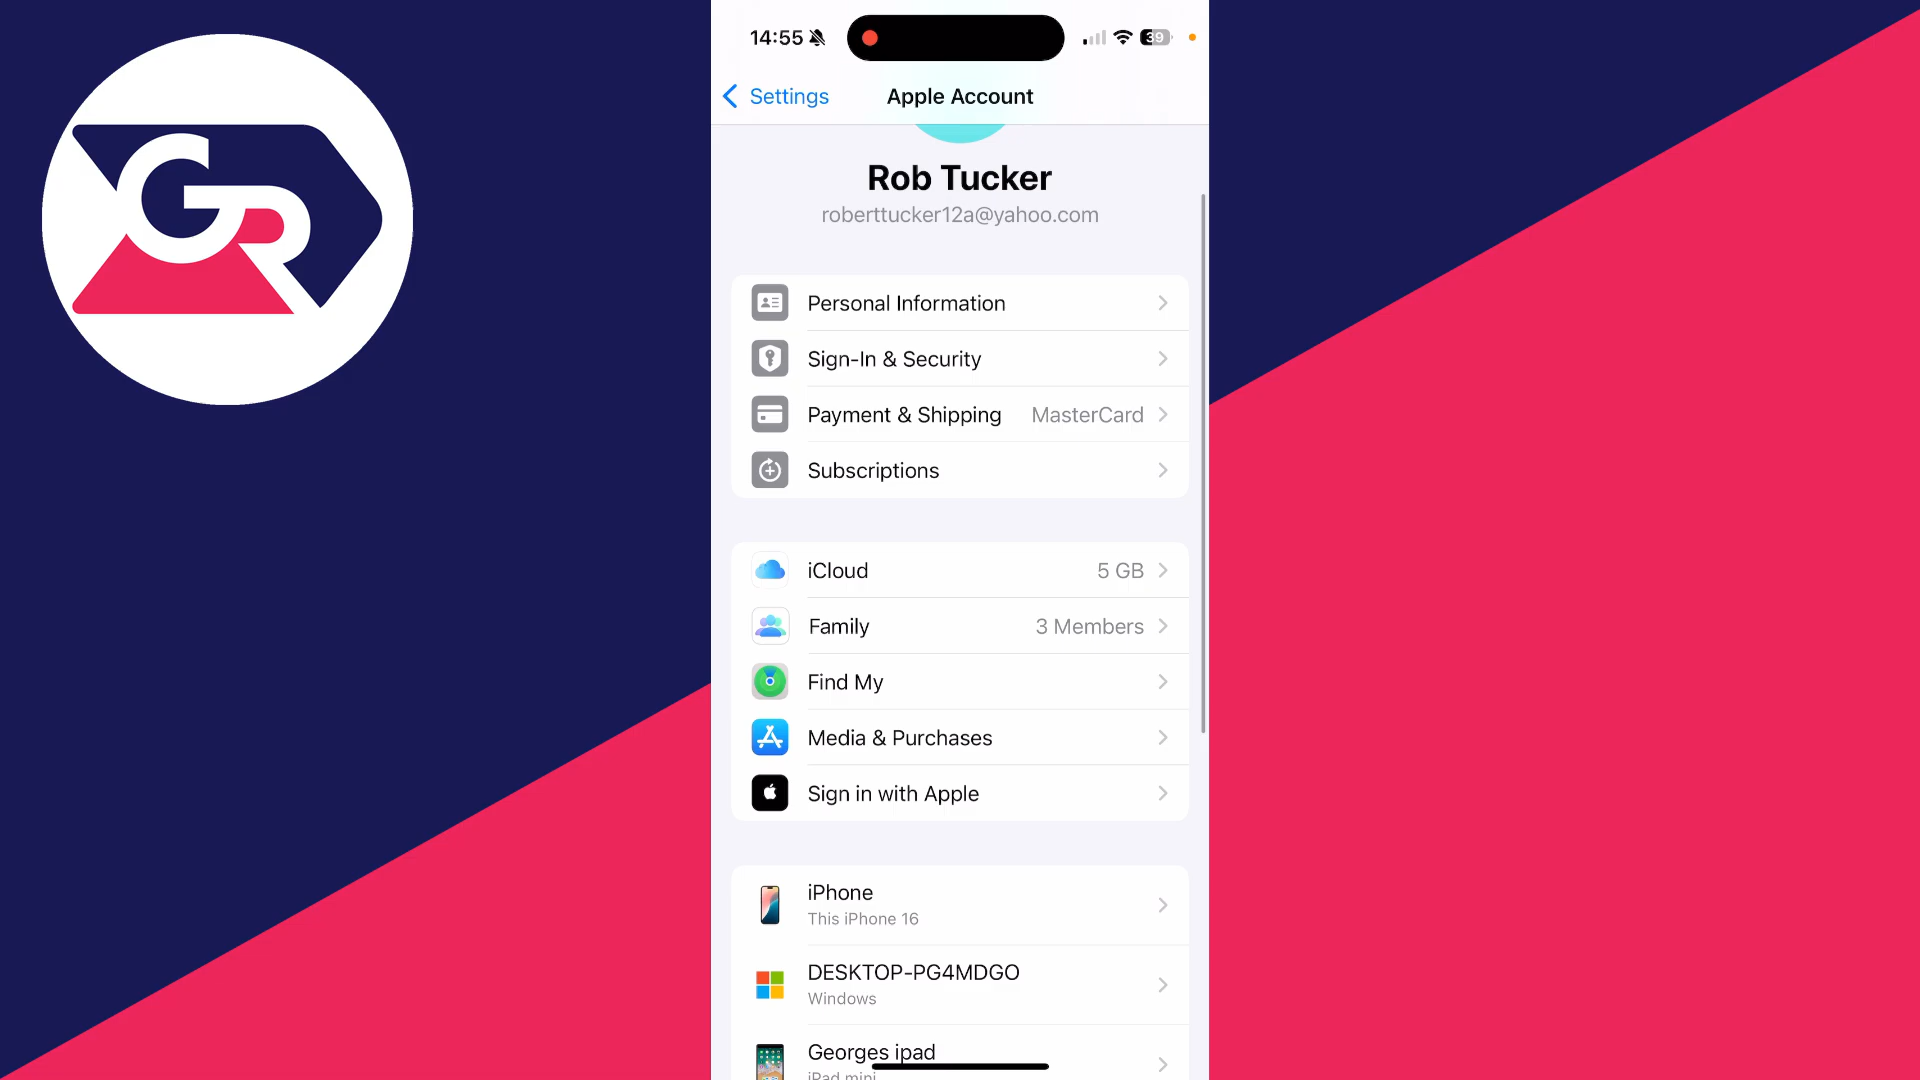 GR
14:55
39
Settings
Apple Account
Rob Tucker
roberttucker12a@yahoo.com
Personal Information
Sign-In & Security
Payment & Shipping MasterCard
Subscriptions
iCloud 5 GB
Family 3 Members
Find My
Media & Purchases
Sign in with Apple
iPhone
This iPhone 16
DESKTOP-PG4MDGO
Windows
Georges ipad
iPad mini